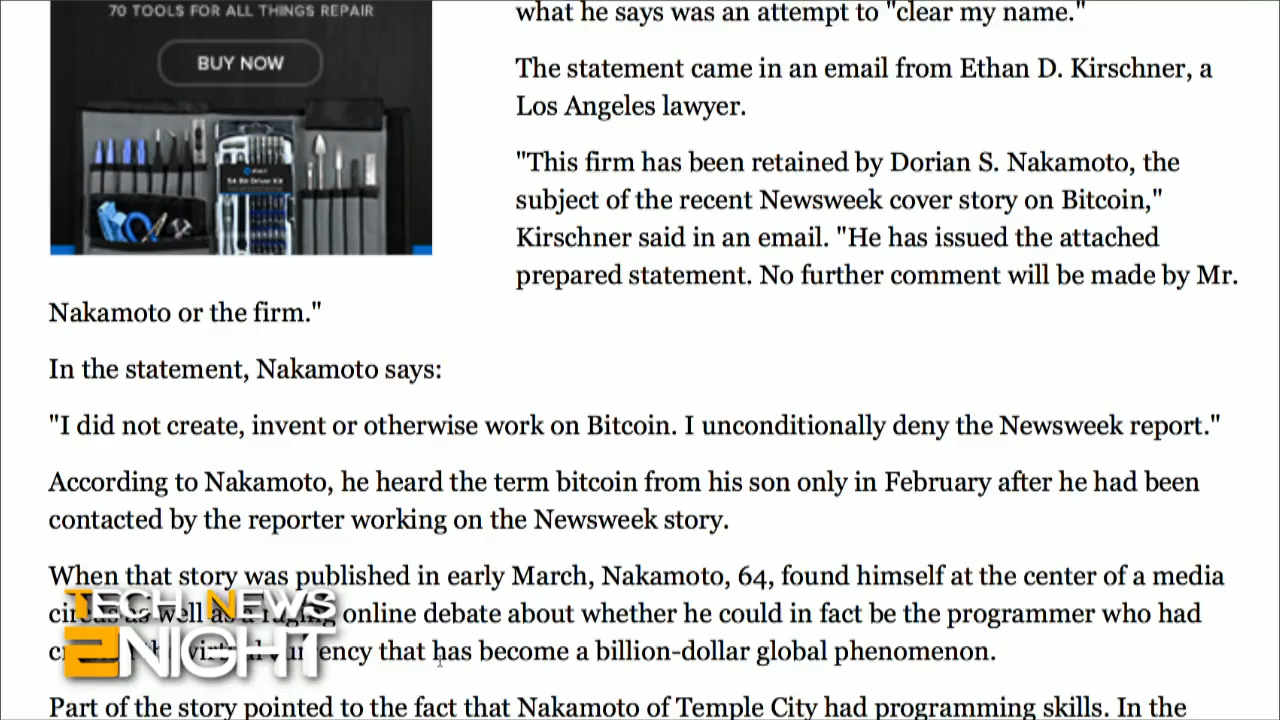 70 TOOLS FOR ALL THINGS REPAIR
BUY NOW
what he says was an attempt to "clear my name."
The statement came in an email from Ethan D. Kirschner, a
Los Angeles lawyer.
"This firm has been retained by Dorian S. Nakamoto, the
subject of the recent Newsweek cover story on Bitcoin,"
Kirschner said in an email. "He has issued the attached
prepared statement. No further comment will be made by Mr.
Nakamoto or the firm."
In the statement, Nakamoto says:
"I did not create, invent or otherwise work on Bitcoin. I unconditionally deny the Newsweek report."
According to Nakamoto, he heard the term bitcoin from his son only in February after he had been
contacted by the reporter working on the Newsweek story.
When that story was published in early March, Nakamoto, 64, found himself at the center of a media
circus as well as a raging online debate about whether he could in fact be the programmer who had
virtual currency that has become a billion-dollar global phenomenon.
Part of the story pointed to the fact that Nakamoto of Temple City had programming skills. In the
TECH NEWS
2NIGHT